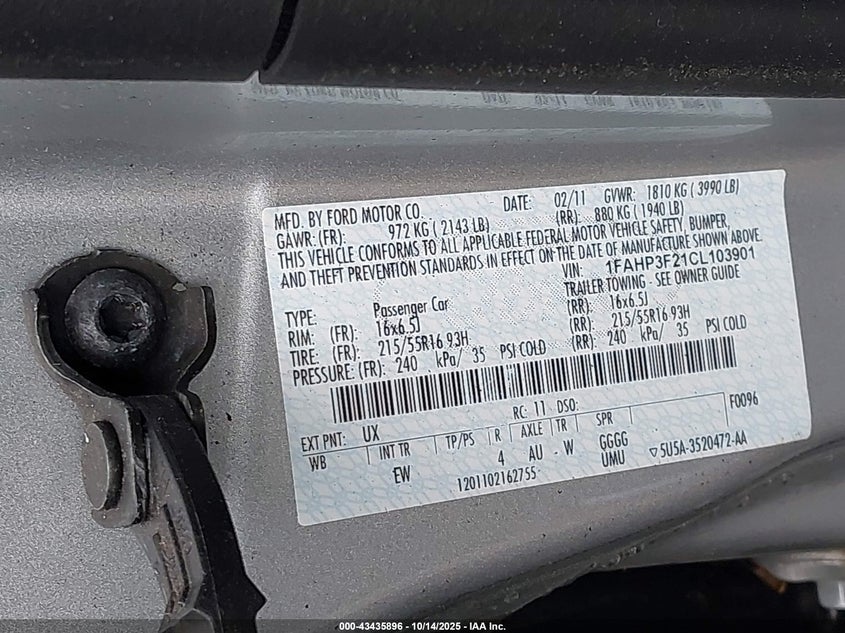 MFD. BY FORD MOTOR CO. DATE: 02/11 GVWR: 1810 KG ( 3990 LB)
GAWR: (FR): 972 KG ( 2143 LB) (RR): 880 KG ( 1940 LB)
THIS VEHICLE CONFORMS TO ALL APPLICABLE FEDERAL MOTOR VEHICLE SAFETY, BUMPER,
AND THEFT PREVENTION STANDARDS IN EFFECT ON THE DATE OF MANUFACTURE SHOWN ABOVE.
VIN: 1FAHP3F21CL103901
TYPE: Passenger Car TRAILER TOWING - SEE OWNER GUIDE
RIM: (FR): 16x6.5J (RR): 16x6.5J
TIRE: (FR): 215/55R16 93H (RR): 215/55R16 93H
PRESSURE: (FR): 240 kPa/ 35 PSI COLD (RR): 240 kPa/ 35 PSI COLD
EXT PNT: UX RC: 11 DSO: F0096
WB INT TR TP/PS R AXLE TR SPR
EW 4 AU - W GGGG
UMU 5U5A-3520472-AA
1201102162755
000-43435896 - 10/14/2025 - IAA Inc.